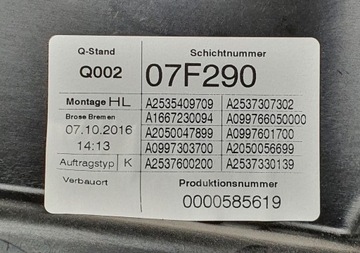 Q-Stand Schichtnummer
Q002 07F290
Montage HL A2535409709 A2537307302
Brose Bremen A1667230094 A099766050000
07.10.2016 A2050047899 A0997601700
14:13 A0997303700 A2050056699
Auftragstyp K A2537600200 A2537330139
Verbauort Produktionsnummer
0000585619